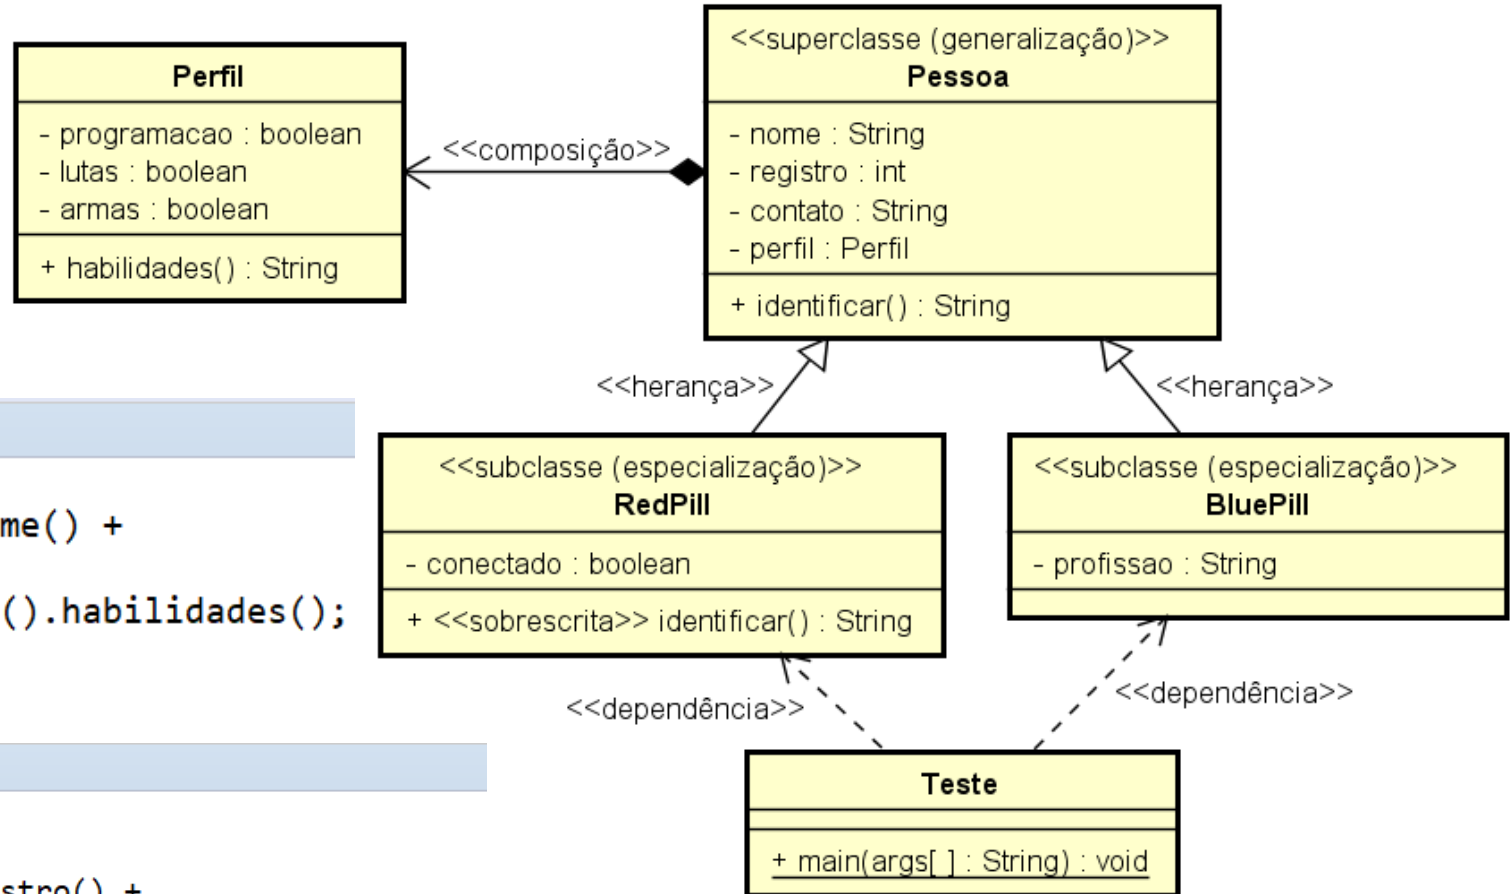 Perfil
- programacao : boolean
- lutas : boolean
- armas : boolean
+ habilidades() : String
<<composição>>
<<superclasse (generalização)>>
Pessoa
- nome : String
- registro : int
- contato : String
- perfil : Perfil
+ identificar() : String
<<herança>>
<<herança>>
me() +
().habilidades();
<<subclasse (especialização)>>
RedPill
- conectado : boolean
+ <<sobrescrita>> identificar() : String
<<subclasse (especialização)>>
BluePill
- profissao : String
<<dependência>>
<<dependência>>
Teste
+ main(args[ ] : String) : void
stro() +